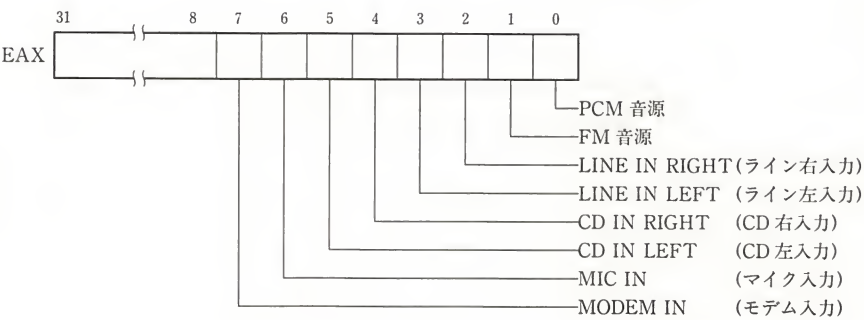 31 8 7 6 5 4 3 2 1 0
EAX
PCM 音源
FM 音源
LINE IN RIGHT(ライン右入力)
LINE IN LEFT (ライン左入力)
CD IN RIGHT (CD 右入力)
CD IN LEFT (CD 左入力)
MIC IN (マイク入力)
MODEM IN (モデム入力)